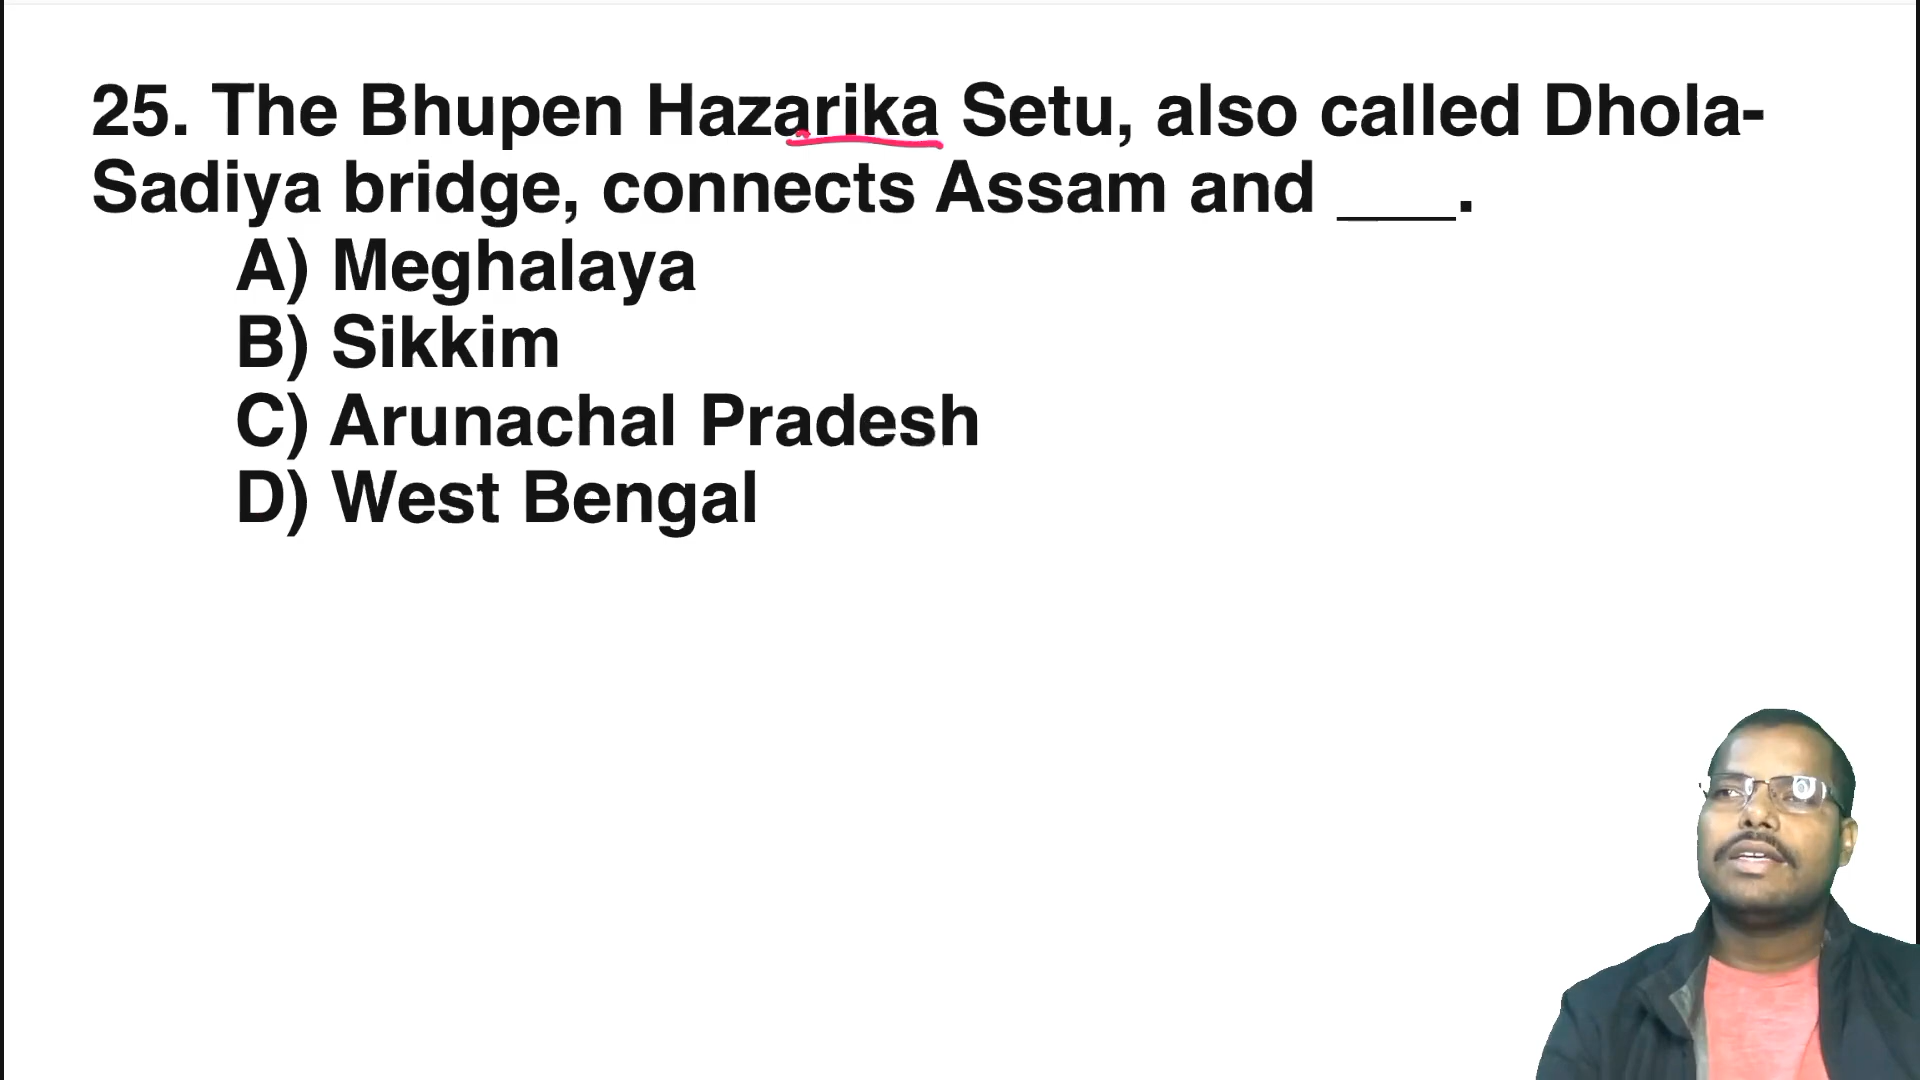 25. The Bhupen Hazarika Setu, also called Dhola-
Sadiya bridge, connects Assam and ___.
A) Meghalaya
B) Sikkim
C) Arunachal Pradesh
D) West Bengal